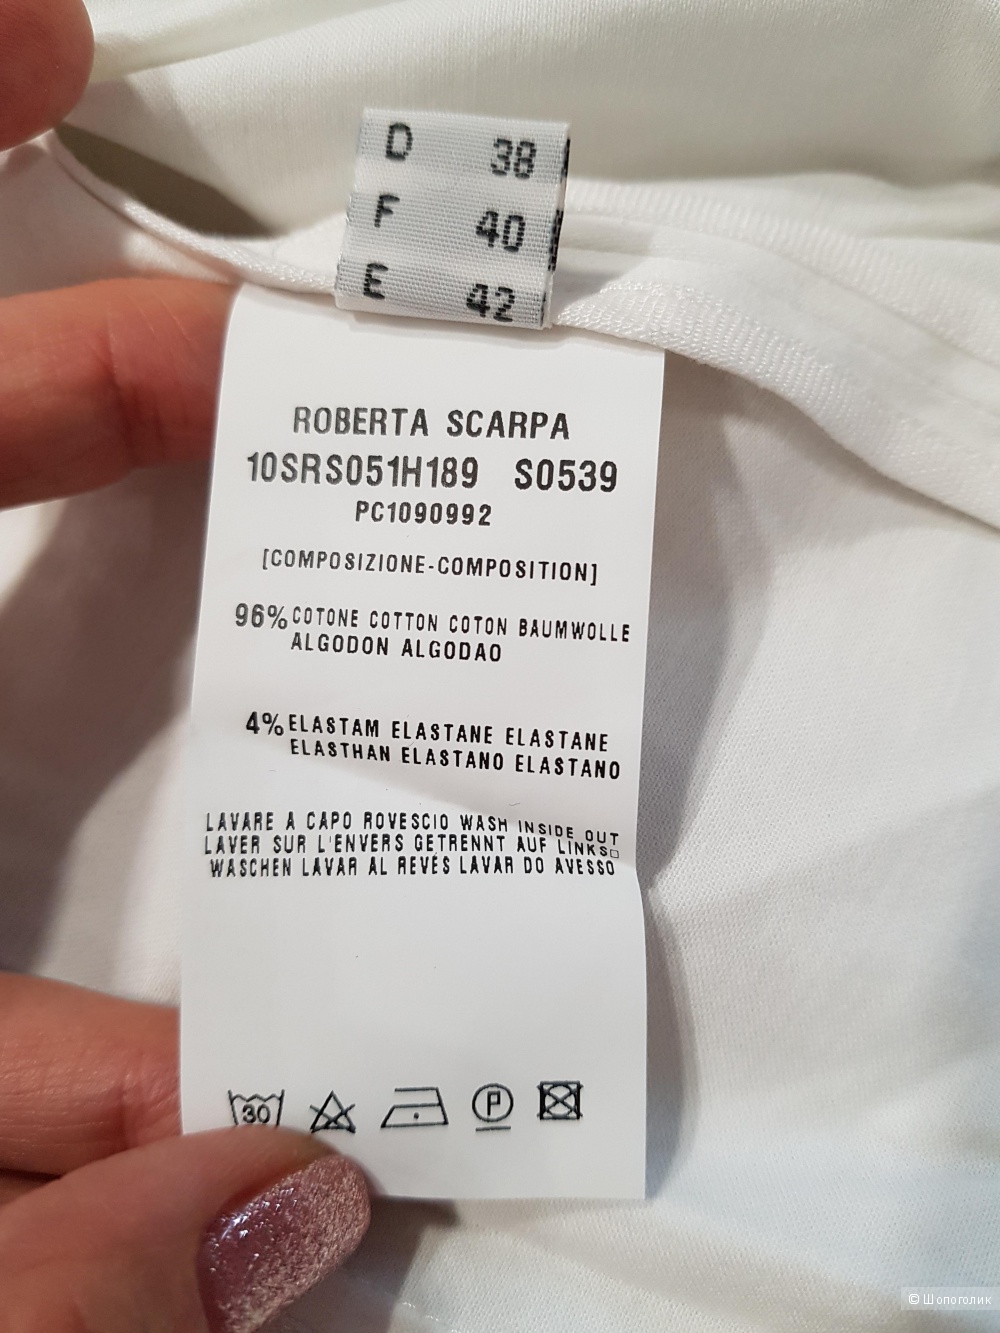 D 38
F 40
E 42
ROBERTA SCARPA
10SRS051H189 S0539
PC1090992
[COMPOSIZIONE-COMPOSITION]
96% COTONE COTTON COTON BAUMWOLLE
ALGODON ALGODAO
4% ELASTAM ELASTANE ELASTANE
ELASTHAN ELASTANO ELASTANO
LAVARE A CAPO ROVESCIO WASH INSIDE OUT
LAVER SUR L'ENVERS GETRENNT AUF LINKS□
WASCHEN LAVAR AL REVÉS LAVAR DO AVESSO
30 P
© Шопоголик